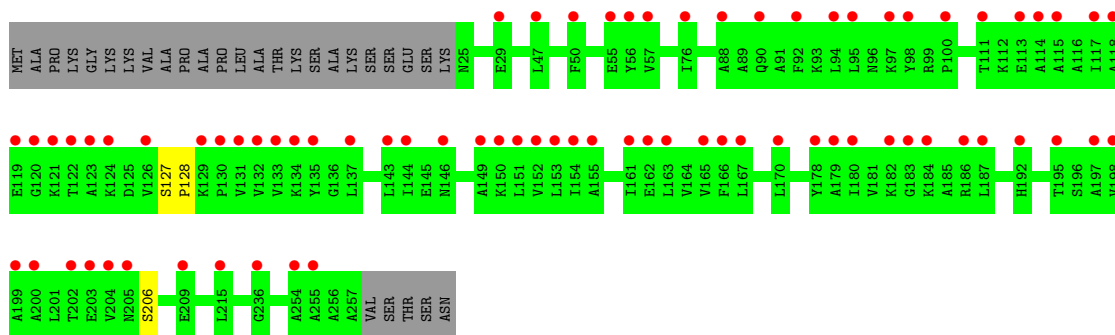 MET ALA PRO LYS LYS GLY LYS LYS VAL ALA PRO ALA PRO LEU ALA ALA THR LYS SER ALA LYS SER SER GLU SER LYS N25 E29 L47 F50 E55 Y56 V57 I76 A88 A89 Q90 A91 F92 K93 L94 L95 N96 K97 Y98 R99 P100 T111 K112 E113 A114 A115 A116 I117 A118
E119 G120 K121 T122 A123 K124 D125 V126 S127 P128 K129 P130 V131 V132 V133 K134 Y135 G136 L137 L143 I144 E145 N146 A149 K150 L151 V152 L153 I154 A155 I161 E162 L163 V164 V165 F166 L167 L170 Y178 A179 I180 V181 K182 G183 K184 A185 R186 L187 H192 T195 S196 A197 V198
A199 A200 L201 T202 E203 V204 N205 S206 E209 L215 G236 A254 A255 A256 A257 VAL SER THR SER ASN